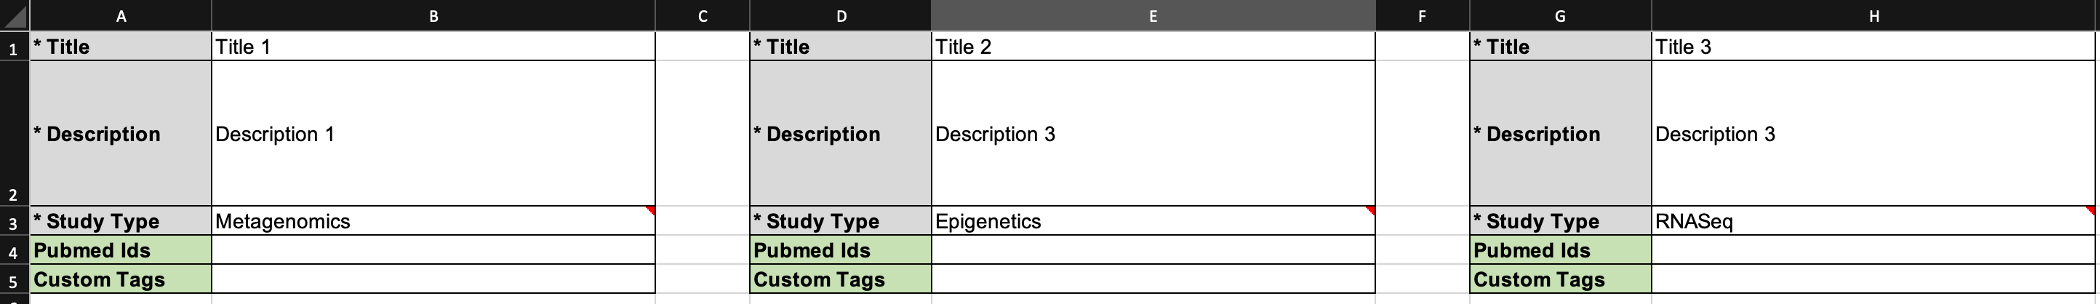 A B C D E F G H
1 * Title Title 1 * Title Title 2 * Title Title 3
2 * Description Description 1 * Description Description 3 * Description Description 3
3 * Study Type Metagenomics * Study Type Epigenetics * Study Type RNASeq
4 Pubmed Ids Pubmed Ids Pubmed Ids
5 Custom Tags Custom Tags Custom Tags